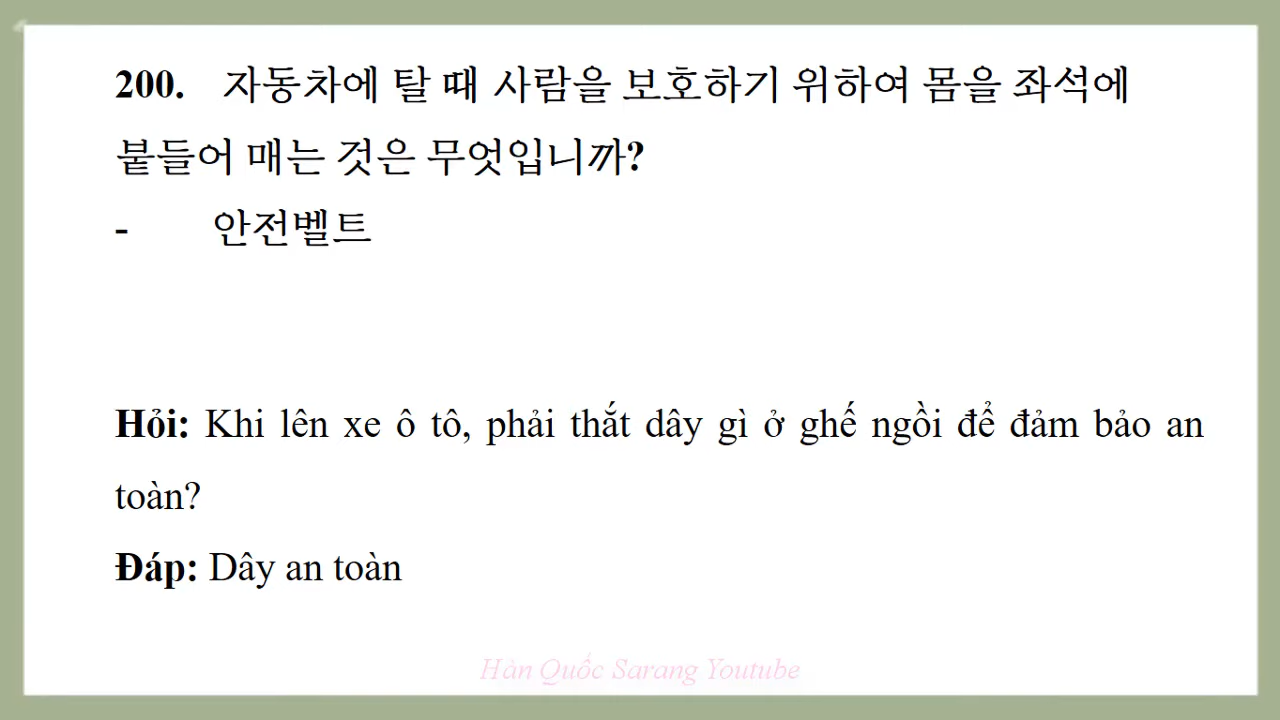 200. 자동차에 탈 때 사람을 보호하기 위하여 몸을 좌석에
붙들어 매는 것은 무엇입니까?
- 안전벨트
Hỏi: Khi lên xe ô tô, phải thắt dây gì ở ghế ngồi để đảm bảo an
toàn?
Đáp: Dây an toàn
Hàn Quốc Sarang Youtube